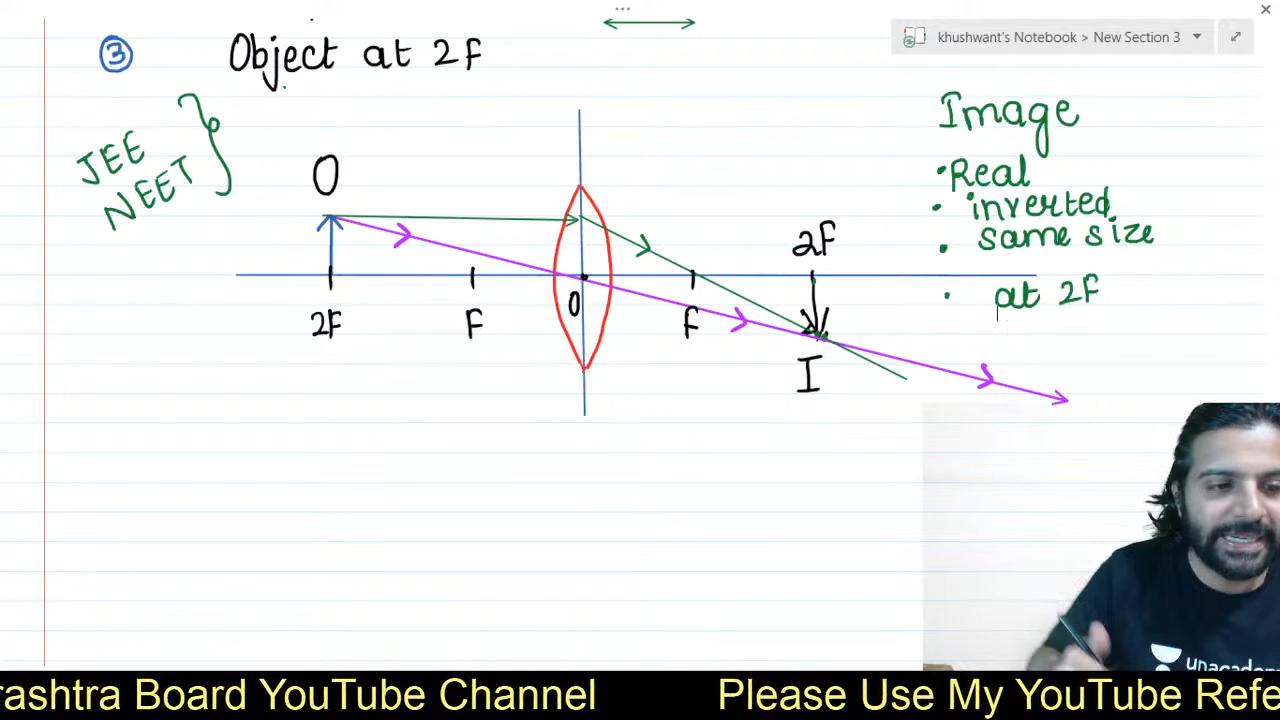 khushwant's Notebook > New Section 3
③ Object at 2F
JEE
NEET
Image
• Real
• inverted
• same size
• at 2F
O
2F
2F
F
O
F
I
unacade
rashtra Board YouTube Channel Please Use My YouTube Refe